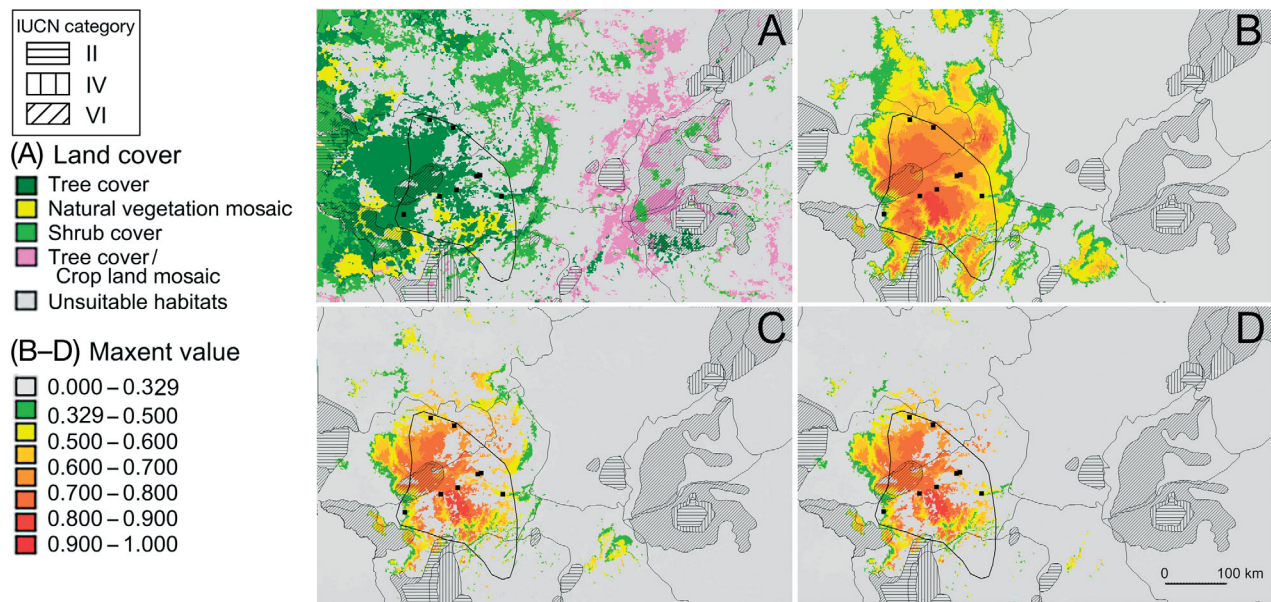 IUCN category
II
IV
VI
(A) Land cover
Tree cover
Natural vegetation mosaic
Shrub cover
Tree cover /
Crop land mosaic
Unsuitable habitats
(B–D) Maxent value
0.000 – 0.329
0.329 – 0.500
0.500 – 0.600
0.600 – 0.700
0.700 – 0.800
0.800 – 0.900
0.900 – 1.000
A
B
C
D
0 100 km